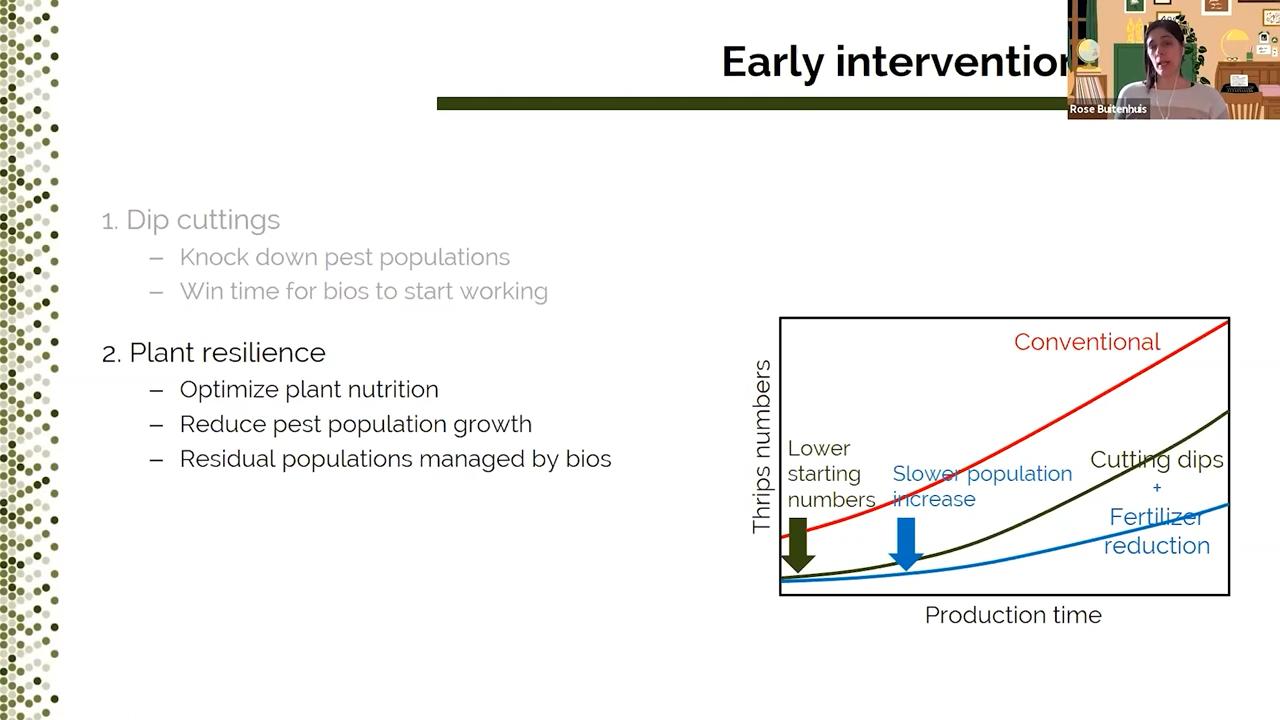 Early intervention
Rose Buitenhuis
1. Dip cuttings
– Knock down pest populations
– Win time for bios to start working
2. Plant resilience
– Optimize plant nutrition
– Reduce pest population growth
– Residual populations managed by bios
Thrips numbers
Conventional
Lower
starting
numbers
Slower population
increase
Cutting dips
+
Fertilizer
reduction
Production time